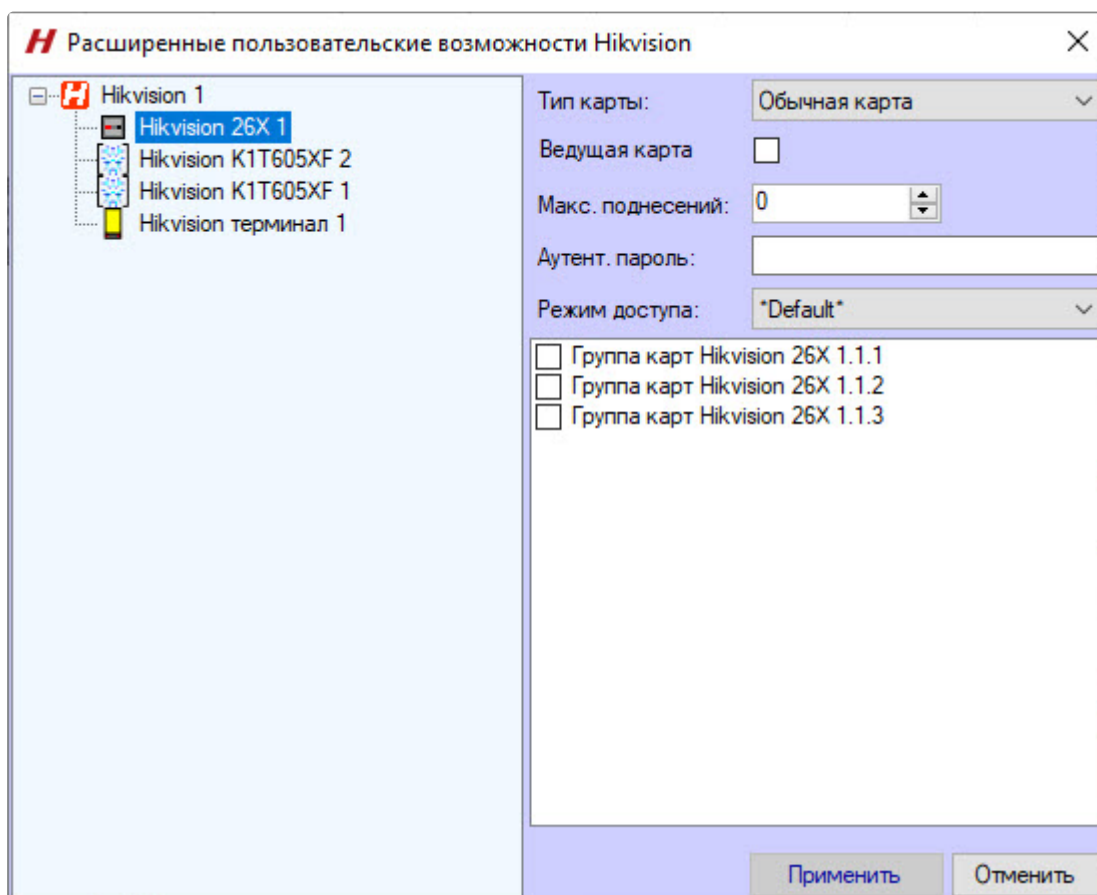 Расширенные пользовательские возможности Hikvision
Hikvision 1
Hikvision 26X 1
Hikvision K1T605XF 2
Hikvision K1T605XF 1
Hikvision терминал 1
Тип карты: Обычная карта
Ведущая карта
Макс. поднесений: 0
Аутент. пароль:
Режим доступа: *Default*
Группа карт Hikvision 26X 1.1.1
Группа карт Hikvision 26X 1.1.2
Группа карт Hikvision 26X 1.1.3
Применить Отменить